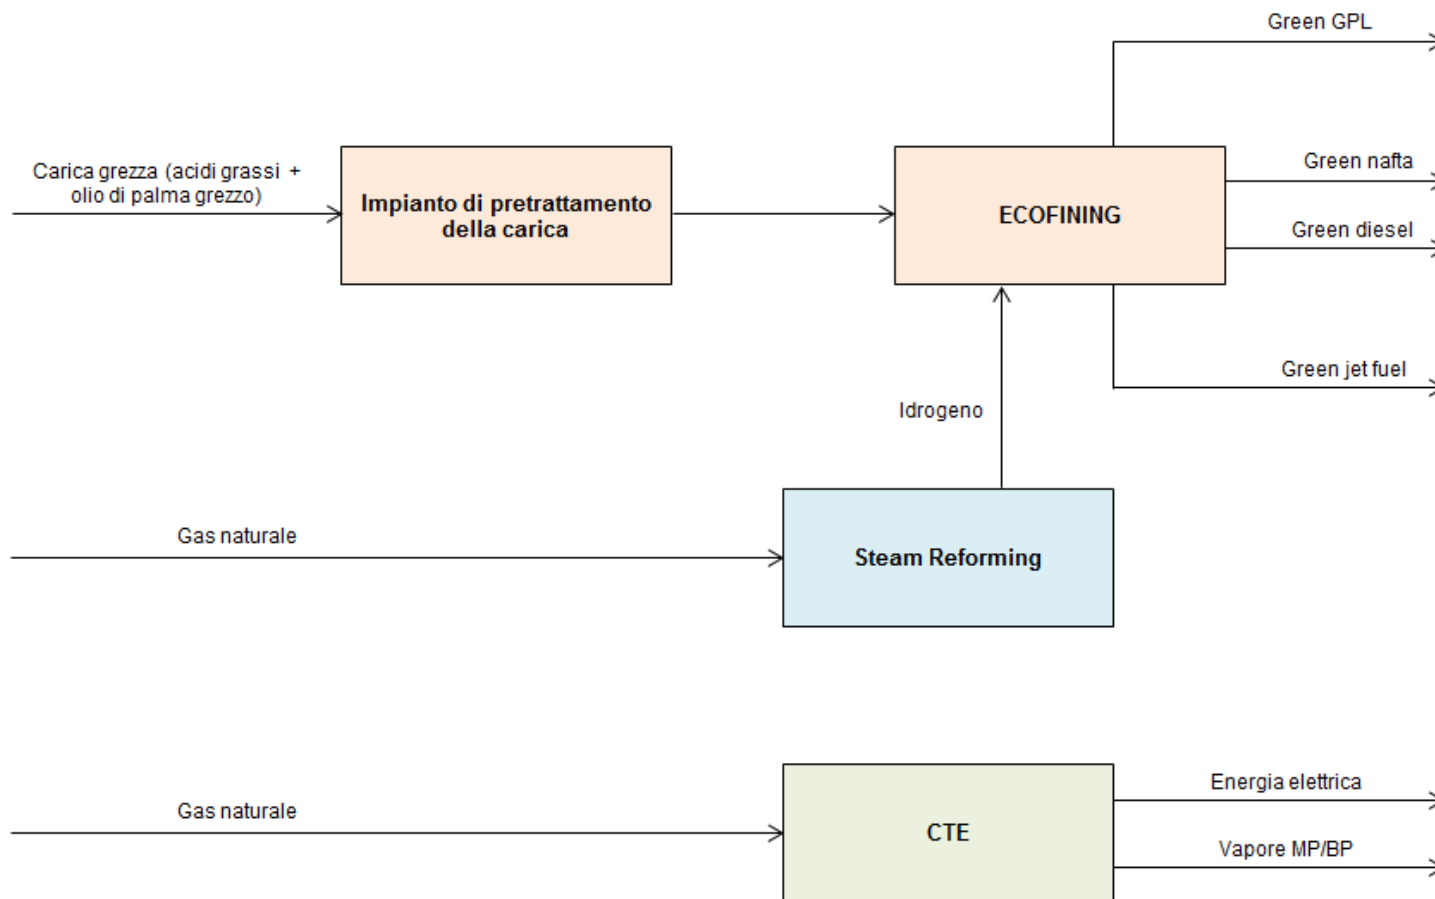 Green GPL
Carica grezza (acidi grassi +
olio di palma grezzo)
Impianto di pretrattamento
della carica
ECOFINING
Green nafta
Green diesel
Green jet fuel
Idrogeno
Gas naturale
Steam Reforming
Gas naturale
CTE
Energia elettrica
Vapore MP/BP